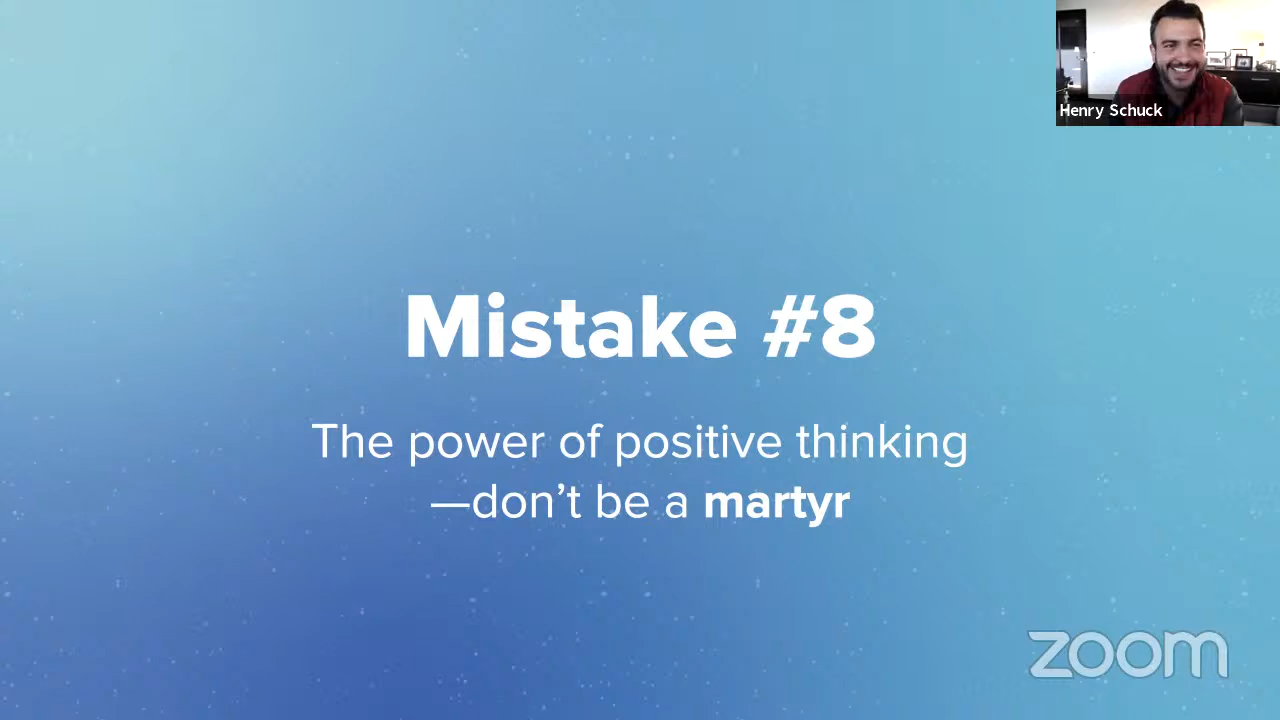 Henry Schuck
Mistake #8
The power of positive thinking
—don’t be a martyr
zoom